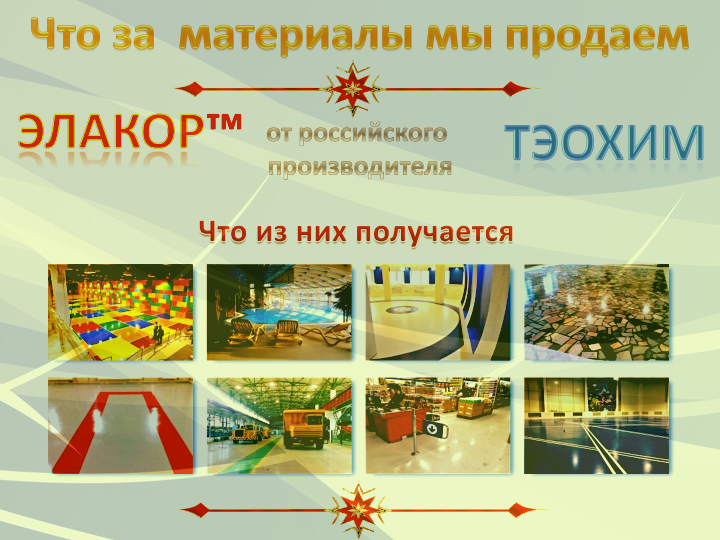 Что за материалы мы продаем
ЭЛАКОР™ от российского ТЭОХИМ
производителя
Что из них получается